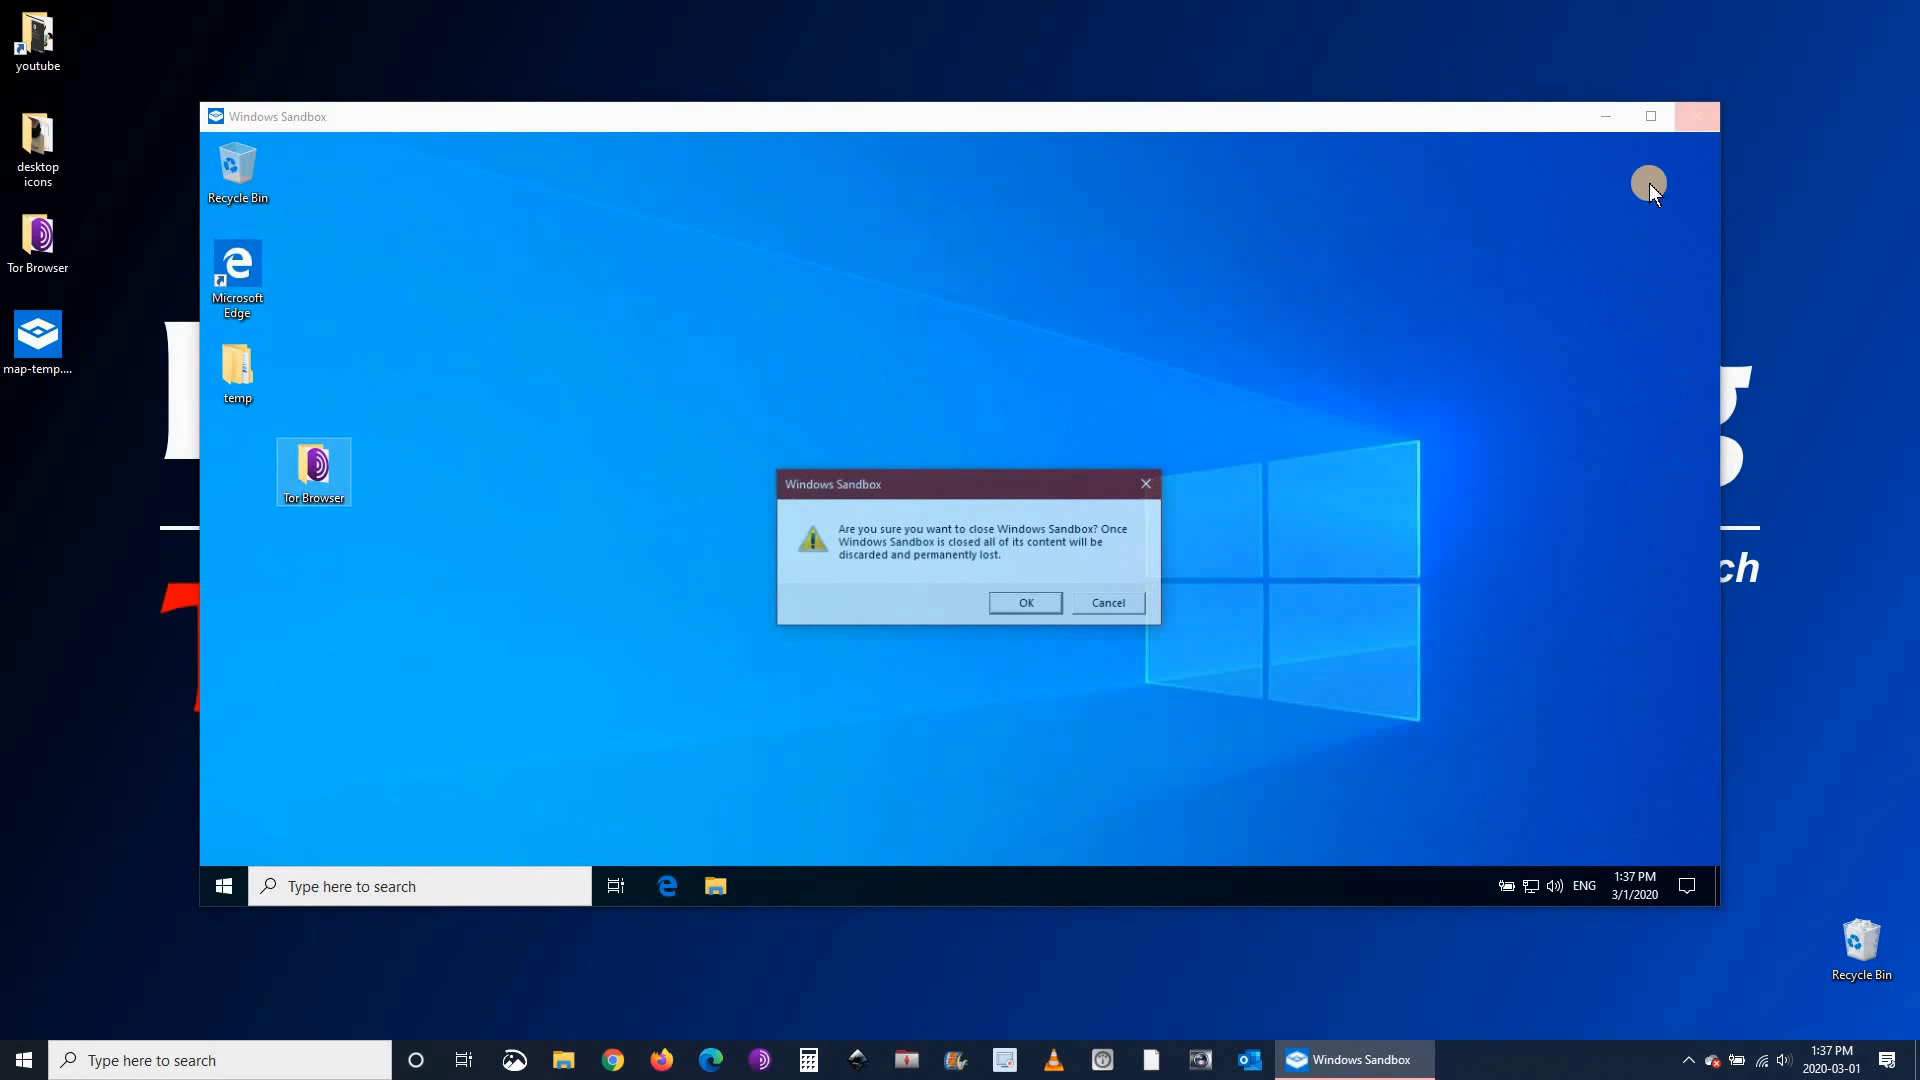 youtube
desktop
icons
Tor Browser
map-temp....
Windows Sandbox
Recycle Bin
Microsoft
Edge
temp
Tor Browser
Windows Sandbox
Are you sure you want to close Windows Sandbox? Once
Windows Sandbox is closed all of its content will be
discarded and permanently lost.
OK
Cancel
ch
Type here to search
ENG
1:37 PM
3/1/2020
Recycle Bin
Type here to search
Windows Sandbox
1:37 PM
2020-03-01